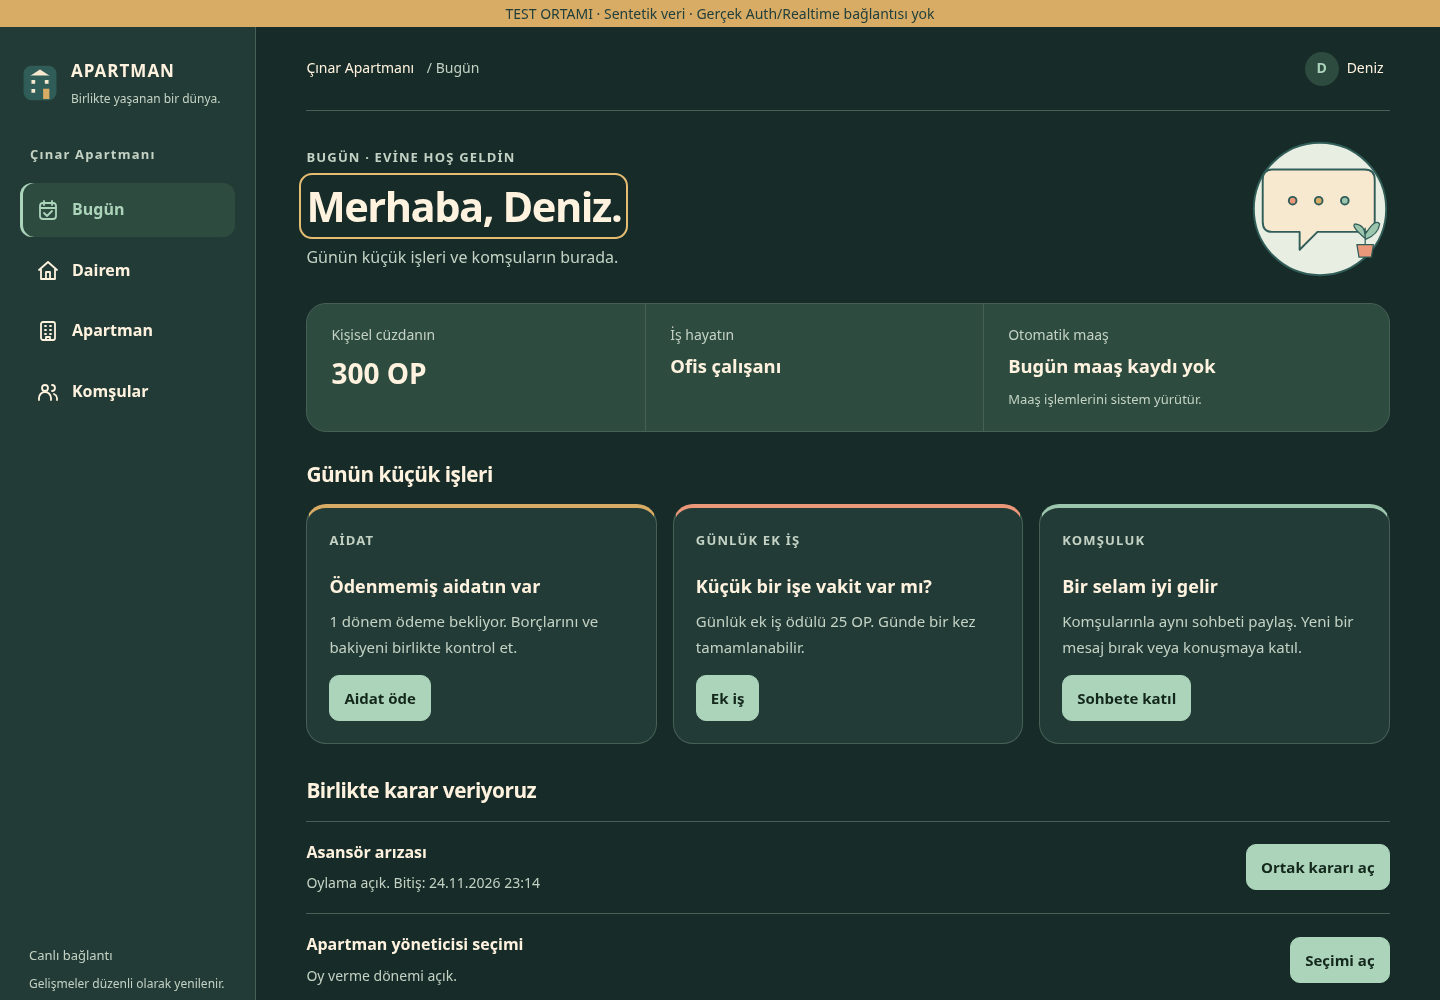 TEST ORTAMI · Sentetik veri · Gerçek Auth/Realtime bağlantısı yok
APARTMAN
Birlikte yaşanan bir dünya.
Çınar Apartmanı
Bugün
Dairem
Apartman
Komşular
Canlı bağlantı
Gelişmeler düzenli olarak yenilenir.
Çınar Apartmanı / Bugün
D Deniz
BUGÜN · EVİNE HOŞ GELDİN
Merhaba, Deniz.
Günün küçük işleri ve komşuların burada.
Kişisel cüzdanın
300 OP
İş hayatın
Ofis çalışanı
Otomatik maaş
Bugün maaş kaydı yok
Maaş işlemlerini sistem yürütür.
Günün küçük işleri
AİDAT
Ödenmemiş aidatın var
1 dönem ödeme bekliyor. Borçlarını ve
bakiyeni birlikte kontrol et.
Aidat öde
GÜNLÜK EK İŞ
Küçük bir işe vakit var mı?
Günlük ek iş ödülü 25 OP. Günde bir kez
tamamlanabilir.
Ek iş
KOMŞULUK
Bir selam iyi gelir
Komşularınla aynı sohbeti paylaş. Yeni bir
mesaj bırak veya konuşmaya katıl.
Sohbete katıl
Birlikte karar veriyoruz
Asansör arızası
Oylama açık. Bitiş: 24.11.2026 23:14
Ortak kararı aç
Apartman yöneticisi seçimi
Oy verme dönemi açık.
Seçimi aç